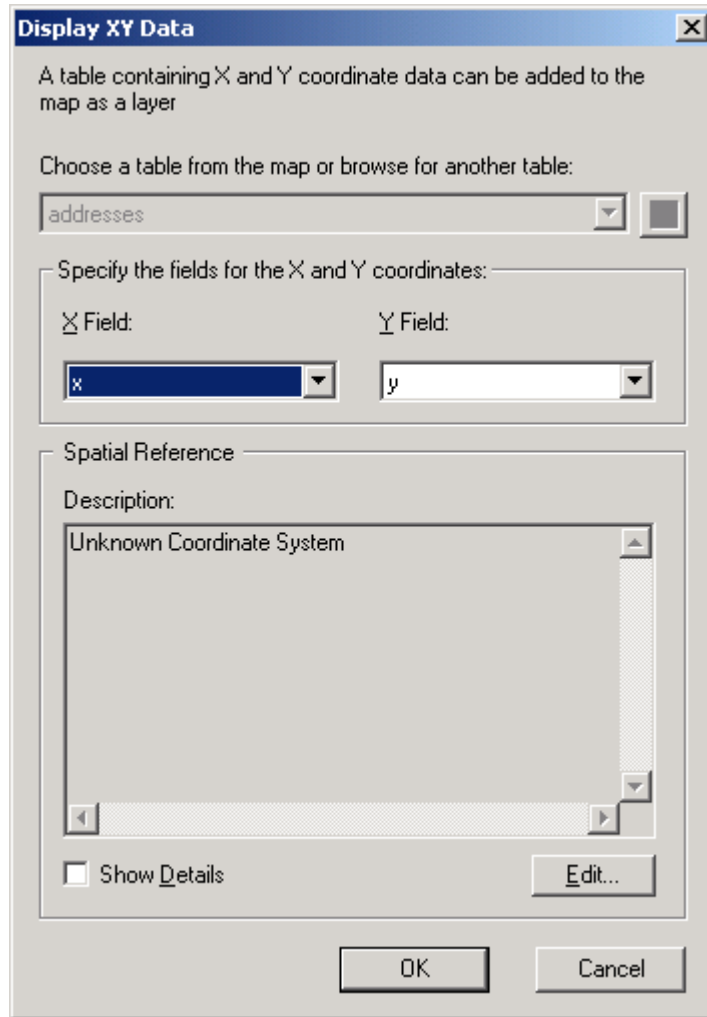 Display XY Data
A table containing X and Y coordinate data can be added to the
map as a layer
Choose a table from the map or browse for another table:
addresses
Specify the fields for the X and Y coordinates:
X Field: Y Field:
x y
Spatial Reference
Description:
Unknown Coordinate System
Show Details Edit...
OK Cancel